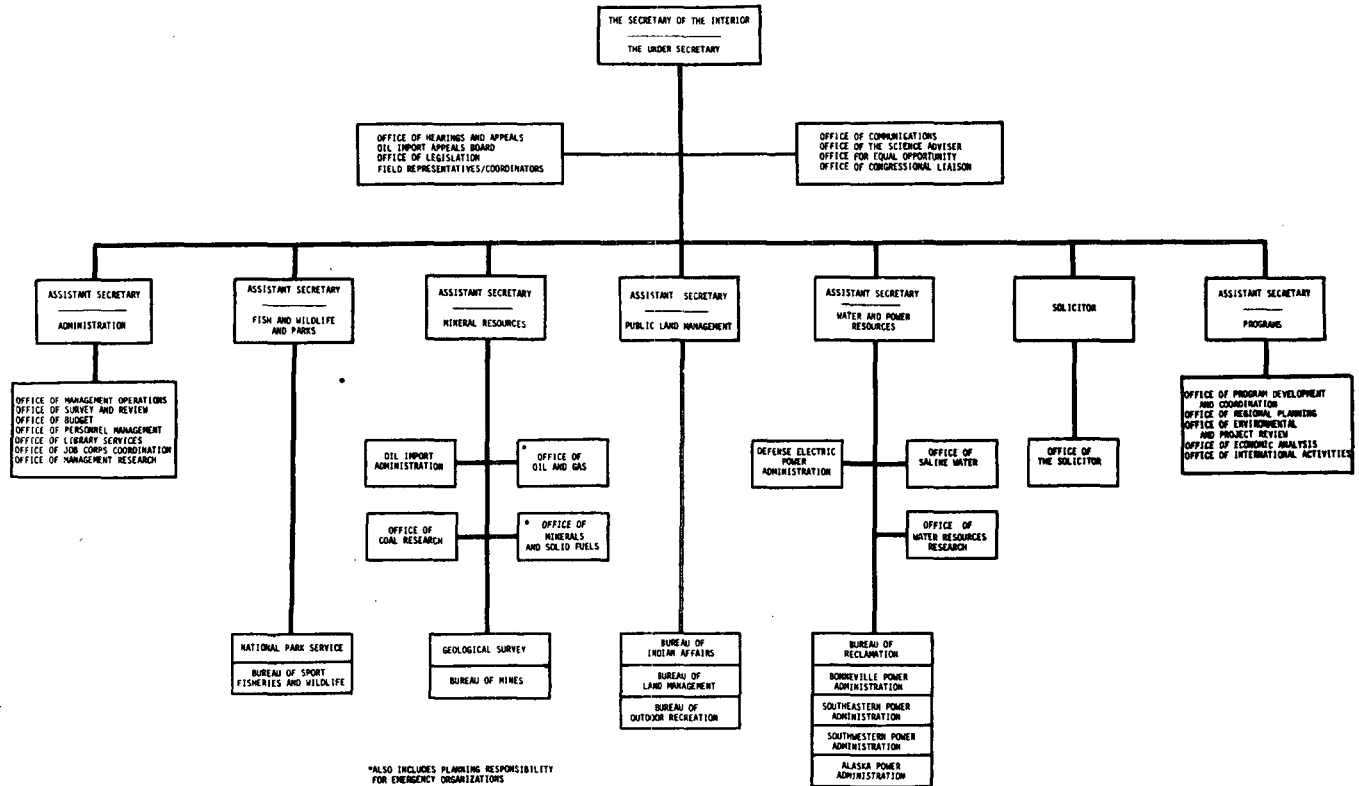 THE SECRETARY OF THE INTERIOR
THE UNDER SECRETARY
OFFICE OF HEARINGS AND APPEALS
OIL IMPORT APPEALS BOARD
OFFICE OF LEGISLATION
FIELD REPRESENTATIVES/COORDINATORS
OFFICE OF COMMUNICATIONS
OFFICE OF THE SCIENCE ADVISER
OFFICE FOR EQUAL OPPORTUNITY
OFFICE OF CONGRESSIONAL LIAISON
ASSISTANT SECRETARY
ADMINISTRATION
ASSISTANT SECRETARY
FISH AND WILDLIFE
AND PARKS
ASSISTANT SECRETARY
MINERAL RESOURCES
ASSISTANT SECRETARY
PUBLIC LAND MANAGEMENT
ASSISTANT SECRETARY
WATER AND POWER
RESOURCES
SOLICITOR
ASSISTANT SECRETARY
PROGRAMS
OFFICE OF MANAGEMENT OPERATIONS
OFFICE OF SURVEY AND REVIEW
OFFICE OF BUDGET
OFFICE OF PERSONNEL MANAGEMENT
OFFICE OF LIBRARY SERVICES
OFFICE OF JOB CORPS COORDINATION
OFFICE OF MANAGEMENT RESEARCH
OIL IMPORT
ADMINISTRATION
* OFFICE OF
OIL AND GAS
OFFICE OF
COAL RESEARCH
* OFFICE OF
MINERALS
AND SOLID FUELS
DEFENSE ELECTRIC
POWER
ADMINISTRATION
OFFICE OF
SALINE WATER
OFFICE OF
WATER RESOURCES
RESEARCH
OFFICE OF
THE SOLICITOR
OFFICE OF PROGRAM DEVELOPMENT
AND COORDINATION
OFFICE OF REGIONAL PLANNING
OFFICE OF ENVIRONMENTAL
AND PROJECT REVIEW
OFFICE OF ECONOMIC ANALYSIS
OFFICE OF INTERNATIONAL ACTIVITIES
NATIONAL PARK SERVICE
BUREAU OF SPORT
FISHERIES AND WILDLIFE
GEOLOGICAL SURVEY
BUREAU OF MINES
BUREAU OF
INDIAN AFFAIRS
BUREAU OF
LAND MANAGEMENT
BUREAU OF
OUTDOOR RECREATION
BUREAU OF
RECLAMATION
BONNEVILLE POWER
ADMINISTRATION
SOUTHEASTERN POWER
ADMINISTRATION
SOUTHWESTERN POWER
ADMINISTRATION
ALASKA POWER
ADMINISTRATION
*ALSO INCLUDES PLANNING RESPONSIBILITY
FOR EMERGENCY ORGANIZATIONS